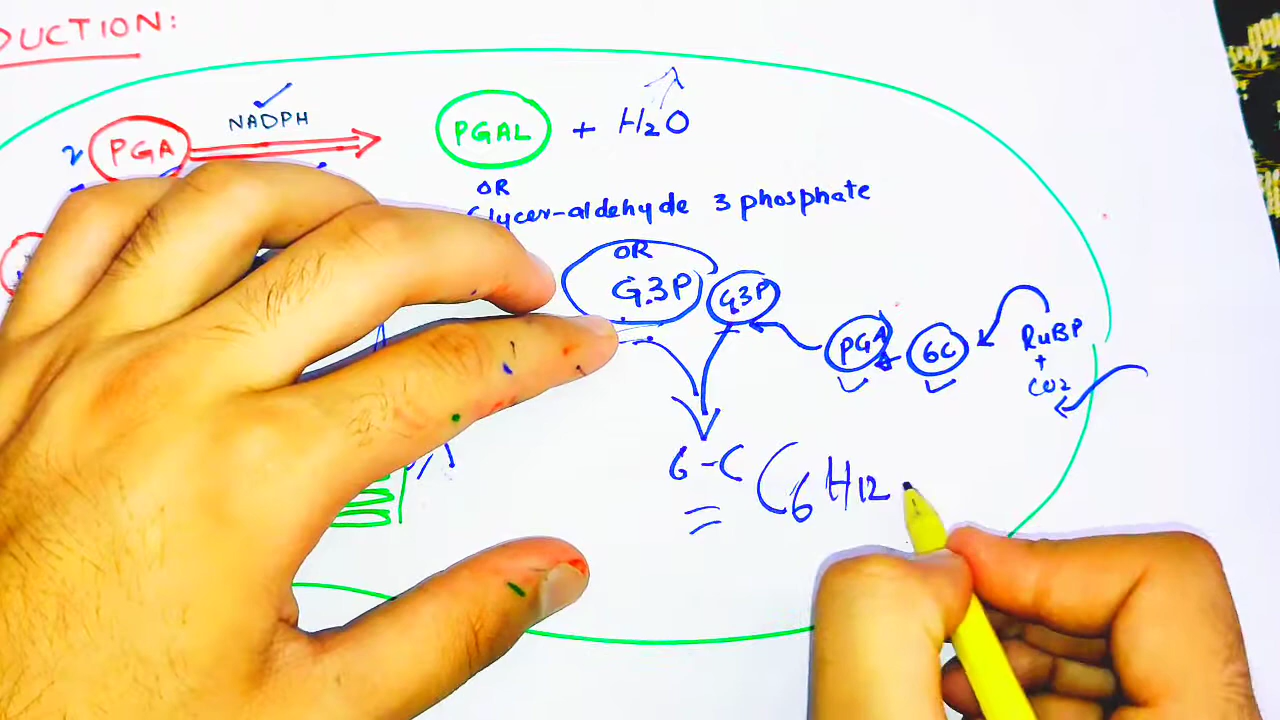 DUCTION:
2 PGA NADPH PGAL + H2O
OR
Glycer-aldehyde 3 phosphate
OR
G3P G3P
PGA 6C RuBP
+
CO2
6-C C6H12